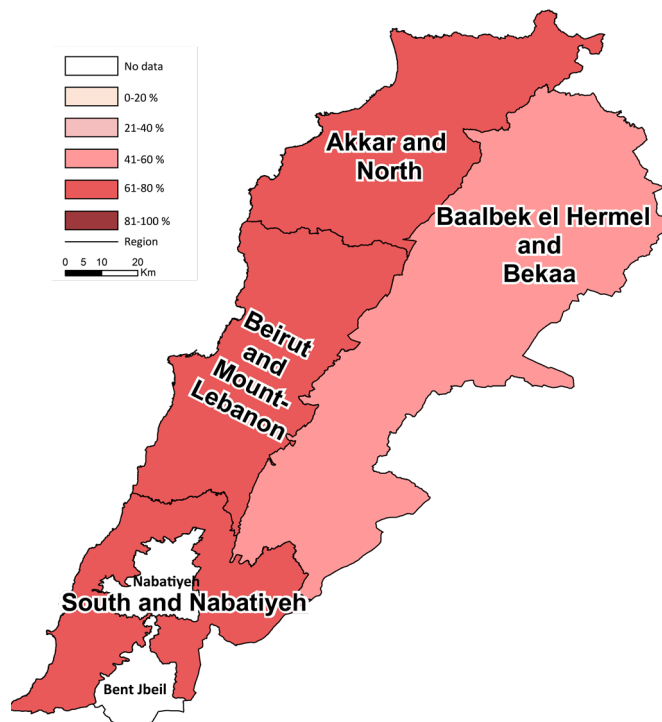 No data
0-20 %
21-40 %
41-60 %
61-80 %
81-100 %
Region
0 5 10 20
Km
Akkar and
North
Baalbek el Hermel
and
Bekaa
Beirut
and
Mount-
Lebanon
Nabatiyeh
South and Nabatiyeh
Bent Jbeil